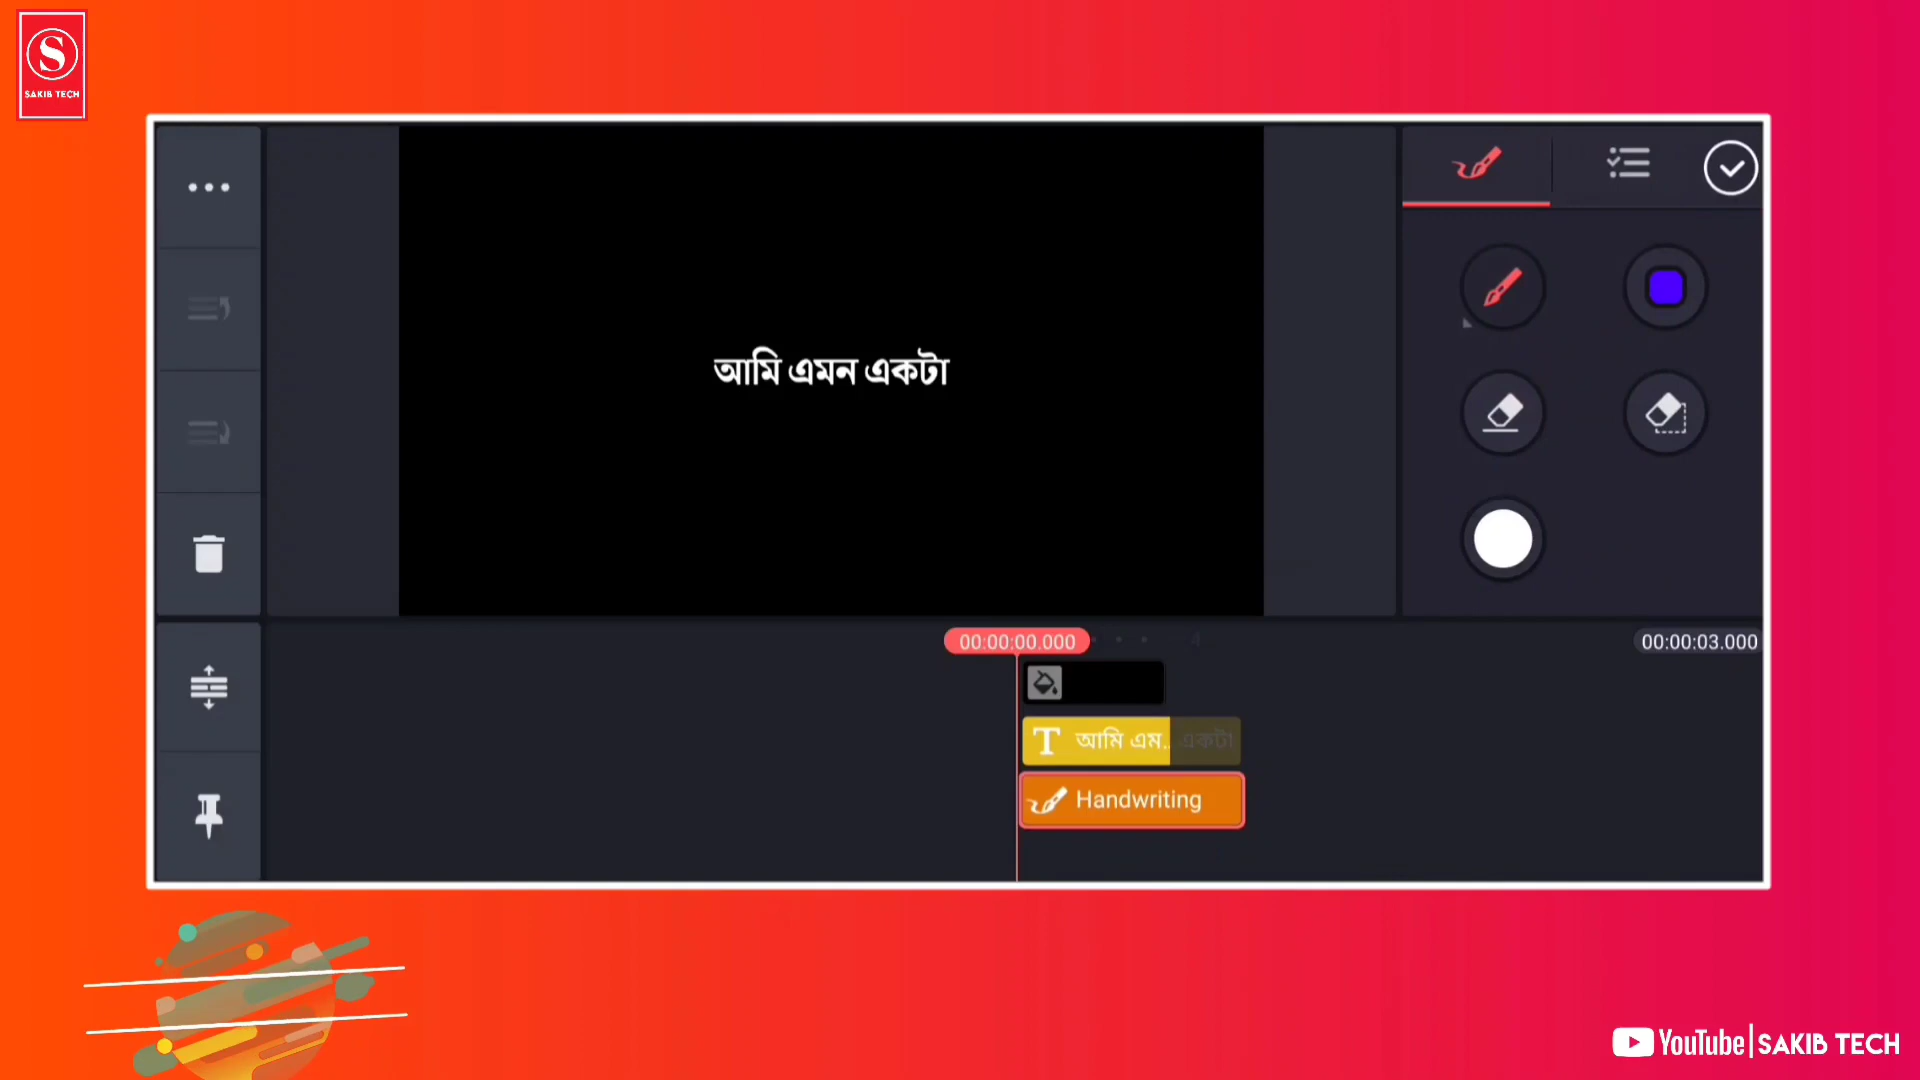 S
SAKIB TECH
আমি এমন একটা
00:00:00.000
4
00:00:03.000
T আমি এম.. একটা
Handwriting
YouTube | SAKIB TECH